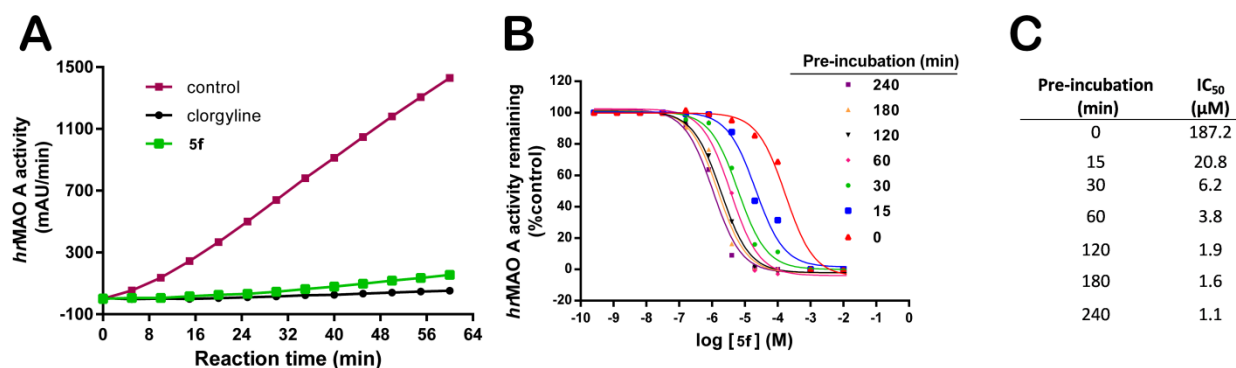 A
hrMAO A activity
(mAU/min)
1500
1100
700
300
-100
control
clorgyline
5f
0 8 16 24 32 40 48 56 64
Reaction time (min)
B
hrMAO A activity remaining
(%control)
120
100
80
60
40
20
0
-20
-10 -9 -8 -7 -6 -5 -4 -3 -2 -1 0
log [5f] (M)
Pre-incubation (min)
240
180
120
60
30
15
0
C
Pre-incubation (min) IC50 (µM)
0 187.2
15 20.8
30 6.2
60 3.8
120 1.9
180 1.6
240 1.1